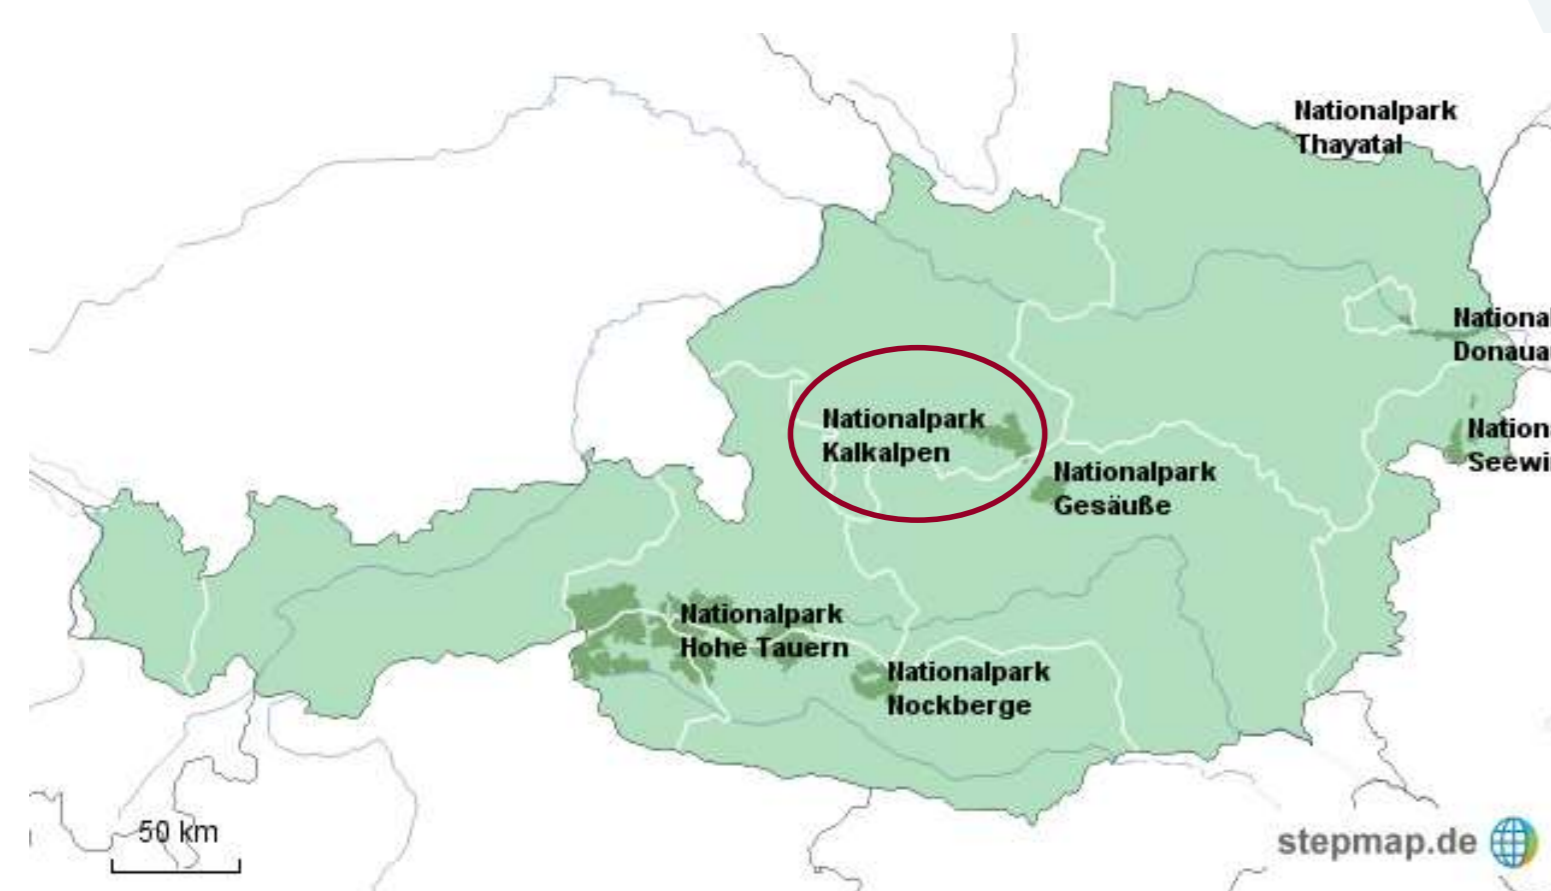 Nationalpark
Thayatal
Nationa
Donaua
Nationalpark
Kalkalpen
Nation
Seewi
Nationalpark
Gesäuße
Nationalpark
Hohe Tauern
Nationalpark
Nockberge
50 km
stepmap.de